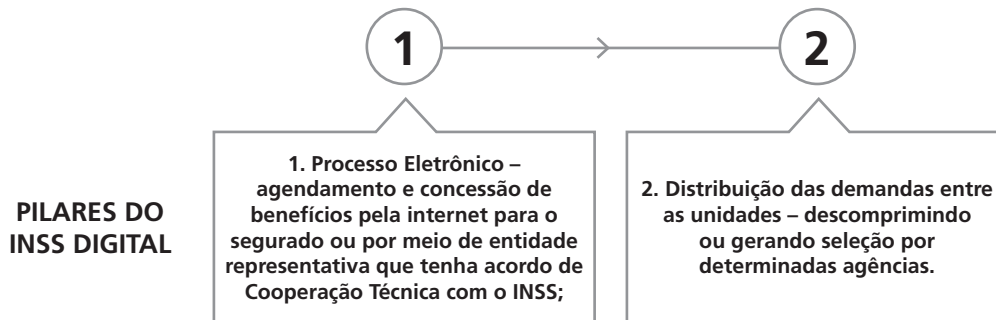 1
2
PILARES DO
INSS DIGITAL
1. Processo Eletrônico –
agendamento e concessão de
benefícios pela internet para o
segurado ou por meio de entidade
representativa que tenha acordo de
Cooperação Técnica com o INSS;
2. Distribuição das demandas entre
as unidades – descomprimindo
ou gerando seleção por
determinadas agências.